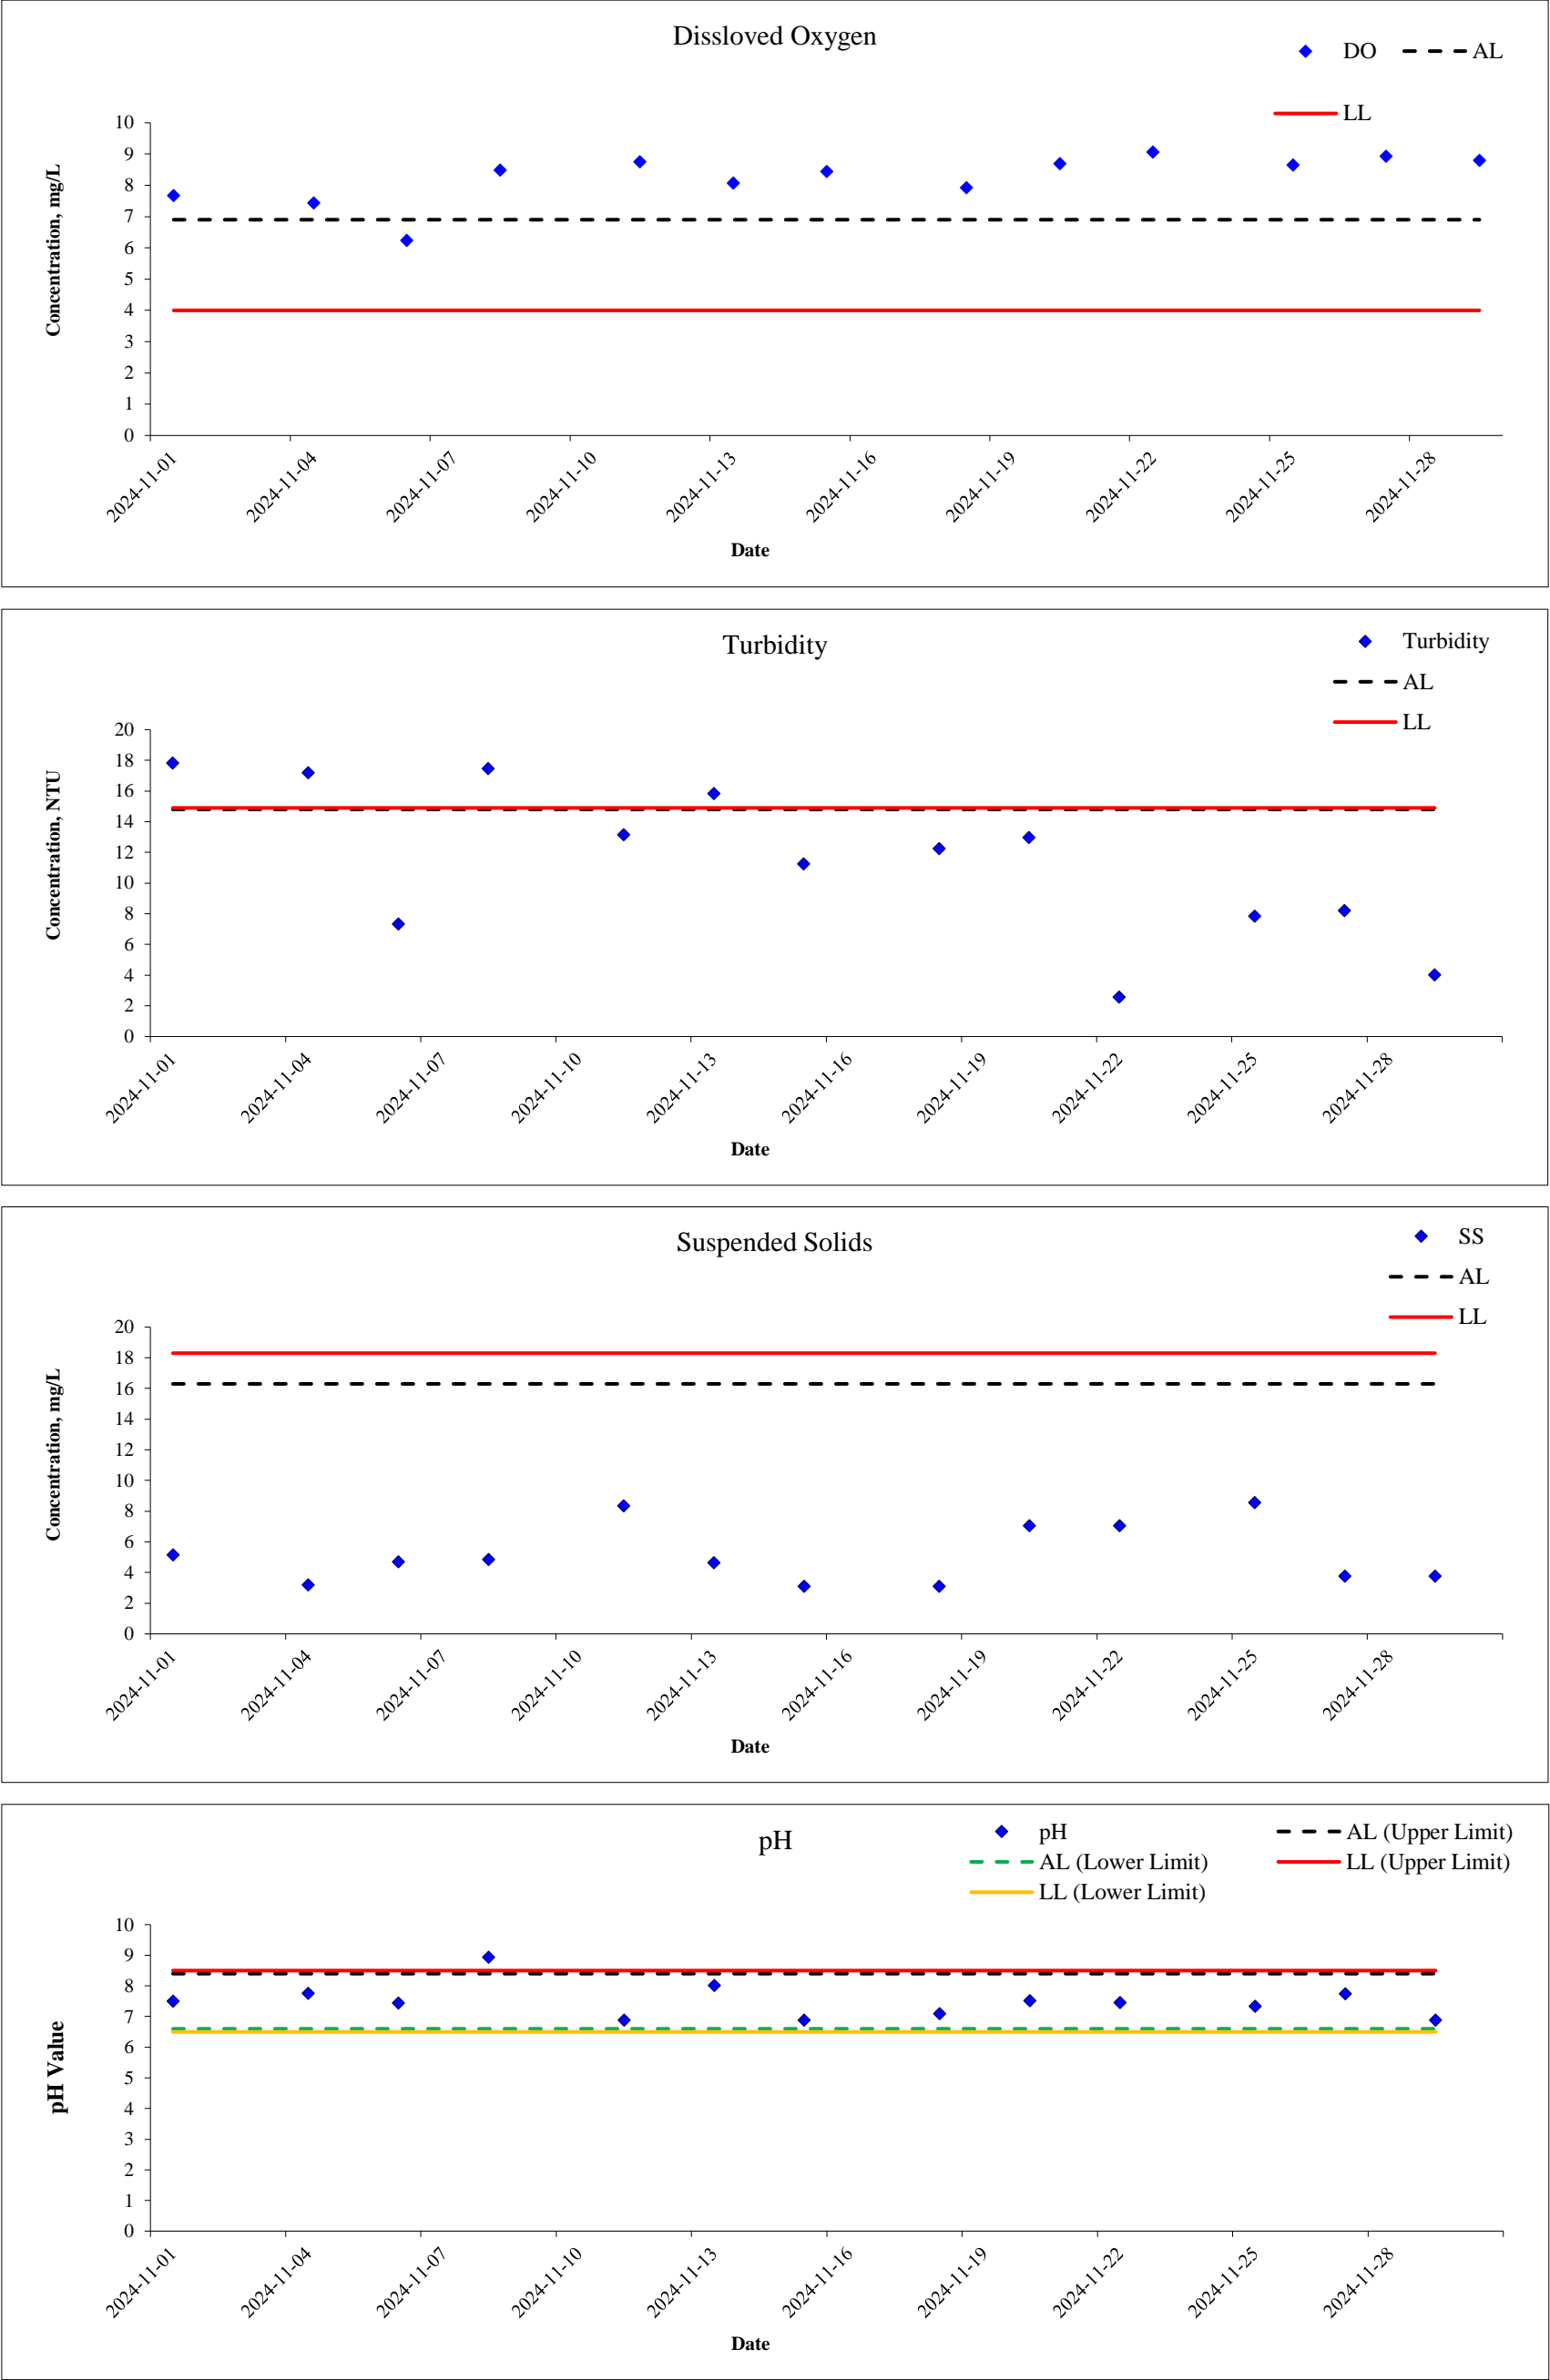 Dissloved Oxygen
DO AL
LL
Concentration, mg/L
10
9
8
7
6
5
4
3
2
1
0
2024-11-01 2024-11-04 2024-11-07 2024-11-10 2024-11-13 2024-11-16 2024-11-19 2024-11-22 2024-11-25 2024-11-28
Date
Turbidity
Turbidity
AL
LL
Concentration, NTU
20
18
16
14
12
10
8
6
4
2
0
2024-11-01 2024-11-04 2024-11-07 2024-11-10 2024-11-13 2024-11-16 2024-11-19 2024-11-22 2024-11-25 2024-11-28
Date
Suspended Solids
SS
AL
LL
Concentration, mg/L
20
18
16
14
12
10
8
6
4
2
0
2024-11-01 2024-11-04 2024-11-07 2024-11-10 2024-11-13 2024-11-16 2024-11-19 2024-11-22 2024-11-25 2024-11-28
Date
pH
pH AL (Upper Limit)
AL (Lower Limit) LL (Upper Limit)
LL (Lower Limit)
pH Value
10
9
8
7
6
5
4
3
2
1
0
2024-11-01 2024-11-04 2024-11-07 2024-11-10 2024-11-13 2024-11-16 2024-11-19 2024-11-22 2024-11-25 2024-11-28
Date